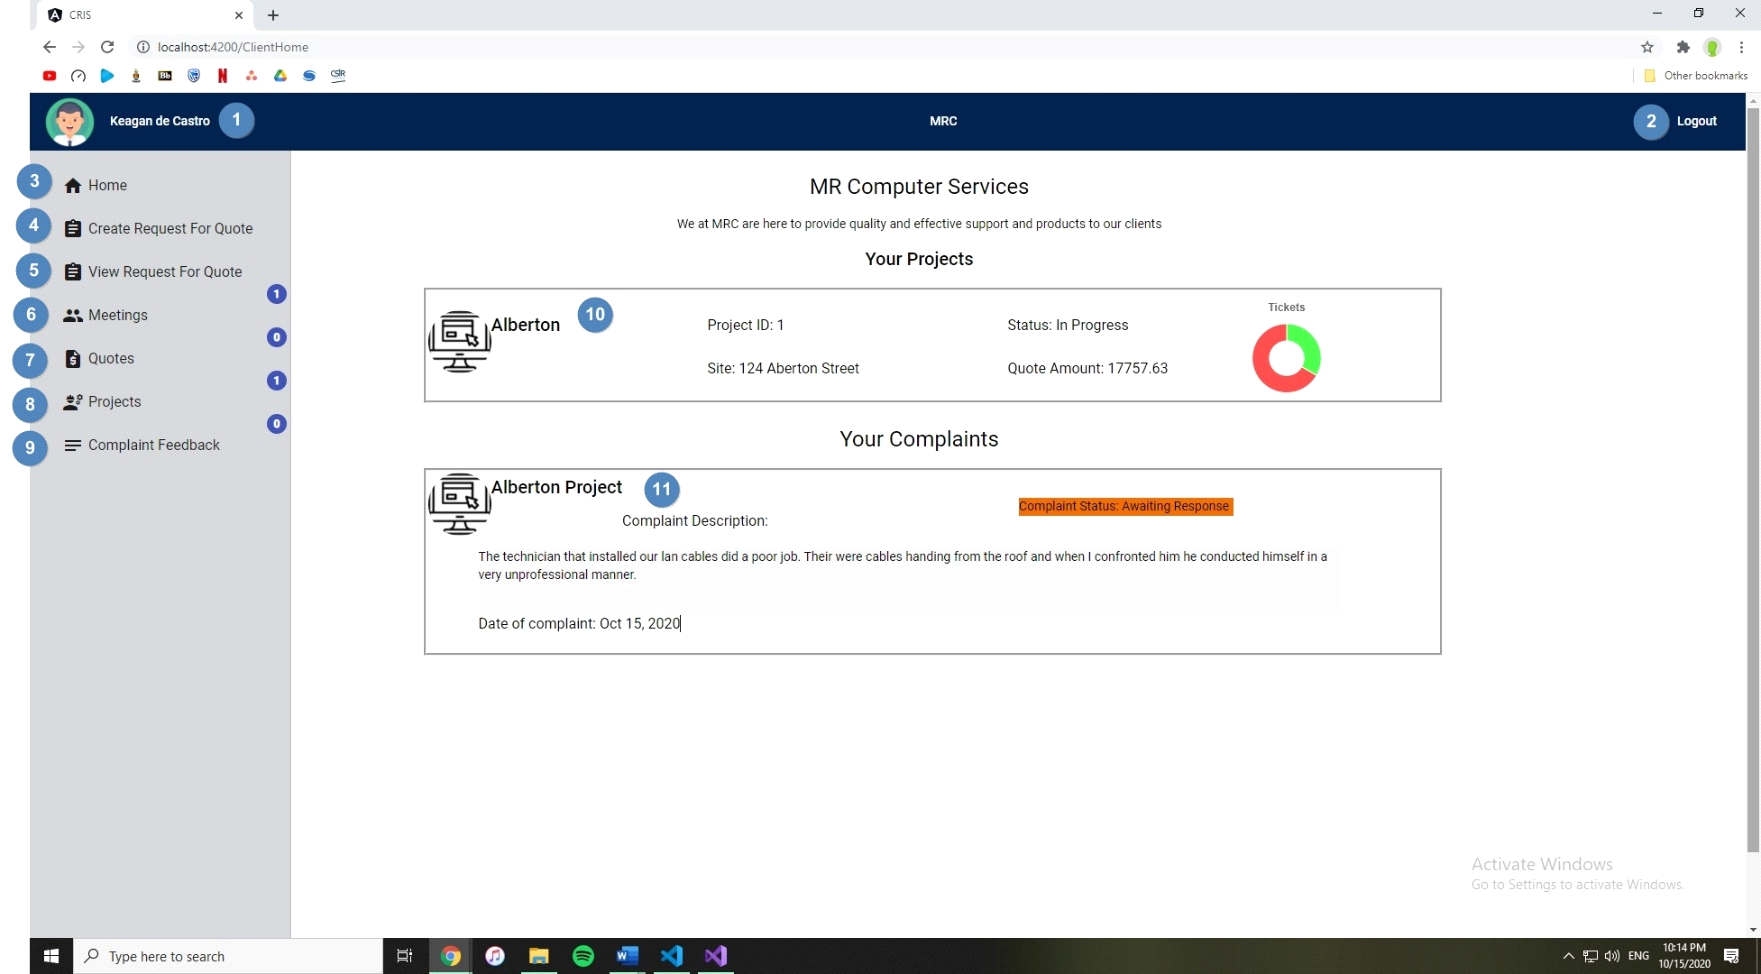 CRIS
localhost:4200/ClientHome
Bb
N
CSIR
Other bookmarks
Keagan de Castro 1
MRC
2 Logout
3 Home
4 Create Request For Quote
5 View Request For Quote
1
6 Meetings
0
7 Quotes
1
8 Projects
0
9 Complaint Feedback
MR Computer Services
We at MRC are here to provide quality and effective support and products to our clients
Your Projects
Alberton 10
Project ID: 1
Status: In Progress
Tickets
Site: 124 Aberton Street
Quote Amount: 17757.63
Your Complaints
Alberton Project 11
Complaint Status: Awaiting Response
Complaint Description:
The technician that installed our lan cables did a poor job. Their were cables handing from the roof and when I confronted him he conducted himself in a
very unprofessional manner.
Date of complaint: Oct 15, 2020
Activate Windows
Go to Settings to activate Windows.
Type here to search
W
ENG
10:14 PM
10/15/2020